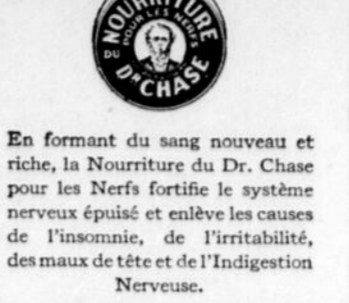 NOURRITURE
POUR LES NERFS
DU
DR CHASE
En formant du sang nouveau et
riche, la Nourriture du Dr. Chase
pour les Nerfs fortifie le système
nerveux épuisé et enlève les causes
de l'insomnie, de l'irritabilité,
des maux de tête et de l'Indigestion
Nerveuse.